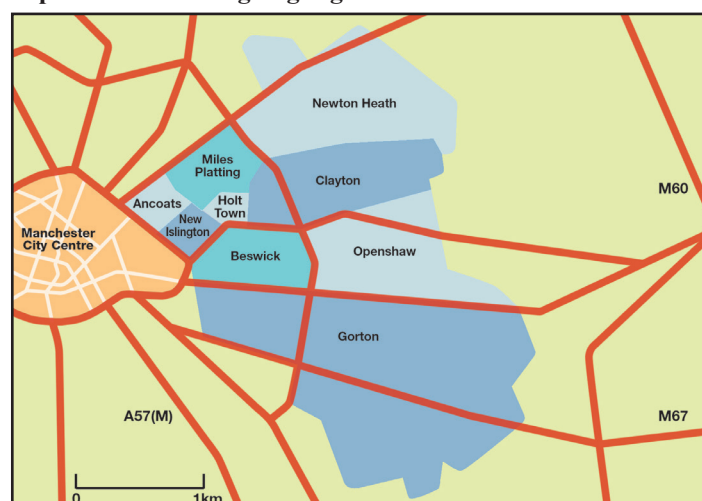 Newton Heath
Miles
Platting
Clayton
M60
Ancoats
Holt
Town
New
Islington
Manchester
City Centre
Beswick
Openshaw
Gorton
A57(M)
M67
0
1km